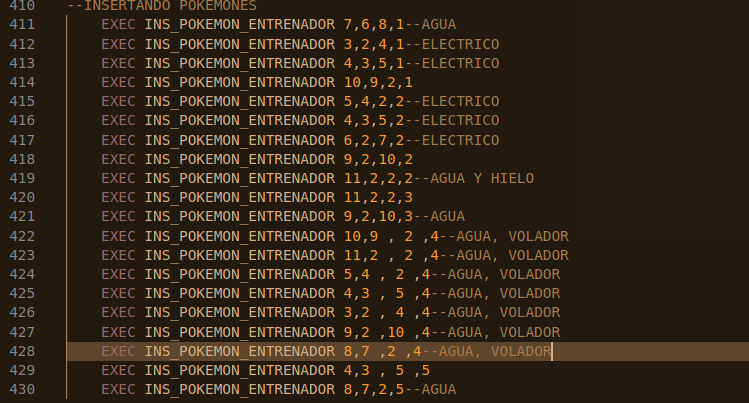 410 --INSERTANDO POKEMONES
411 EXEC INS_POKEMON_ENTRENADOR 7,6,8,1--AGUA
412 EXEC INS_POKEMON_ENTRENADOR 3,2,4,1--ELECTRICO
413 EXEC INS_POKEMON_ENTRENADOR 4,3,5,1--ELECTRICO
414 EXEC INS_POKEMON_ENTRENADOR 10,9,2,1
415 EXEC INS_POKEMON_ENTRENADOR 5,4,2,2--ELECTRICO
416 EXEC INS_POKEMON_ENTRENADOR 4,3,5,2--ELECTRICO
417 EXEC INS_POKEMON_ENTRENADOR 6,2,7,2--ELECTRICO
418 EXEC INS_POKEMON_ENTRENADOR 9,2,10,2
419 EXEC INS_POKEMON_ENTRENADOR 11,2,2,2--AGUA Y HIELO
420 EXEC INS_POKEMON_ENTRENADOR 11,2,2,3
421 EXEC INS_POKEMON_ENTRENADOR 9,2,10,3--AGUA
422 EXEC INS_POKEMON_ENTRENADOR 10,9 , 2 ,4--AGUA, VOLADOR
423 EXEC INS_POKEMON_ENTRENADOR 11,2 , 2 ,4--AGUA, VOLADOR
424 EXEC INS_POKEMON_ENTRENADOR 5,4 , 2 ,4--AGUA, VOLADOR
425 EXEC INS_POKEMON_ENTRENADOR 4,3 , 5 ,4--AGUA, VOLADOR
426 EXEC INS_POKEMON_ENTRENADOR 3,2 , 4 ,4--AGUA, VOLADOR
427 EXEC INS_POKEMON_ENTRENADOR 9,2 ,10 ,4--AGUA, VOLADOR
428 EXEC INS_POKEMON_ENTRENADOR 8,7 ,2 ,4--AGUA, VOLADOR
429 EXEC INS_POKEMON_ENTRENADOR 4,3 , 5 ,5
430 EXEC INS_POKEMON_ENTRENADOR 8,7,2,5--AGUA